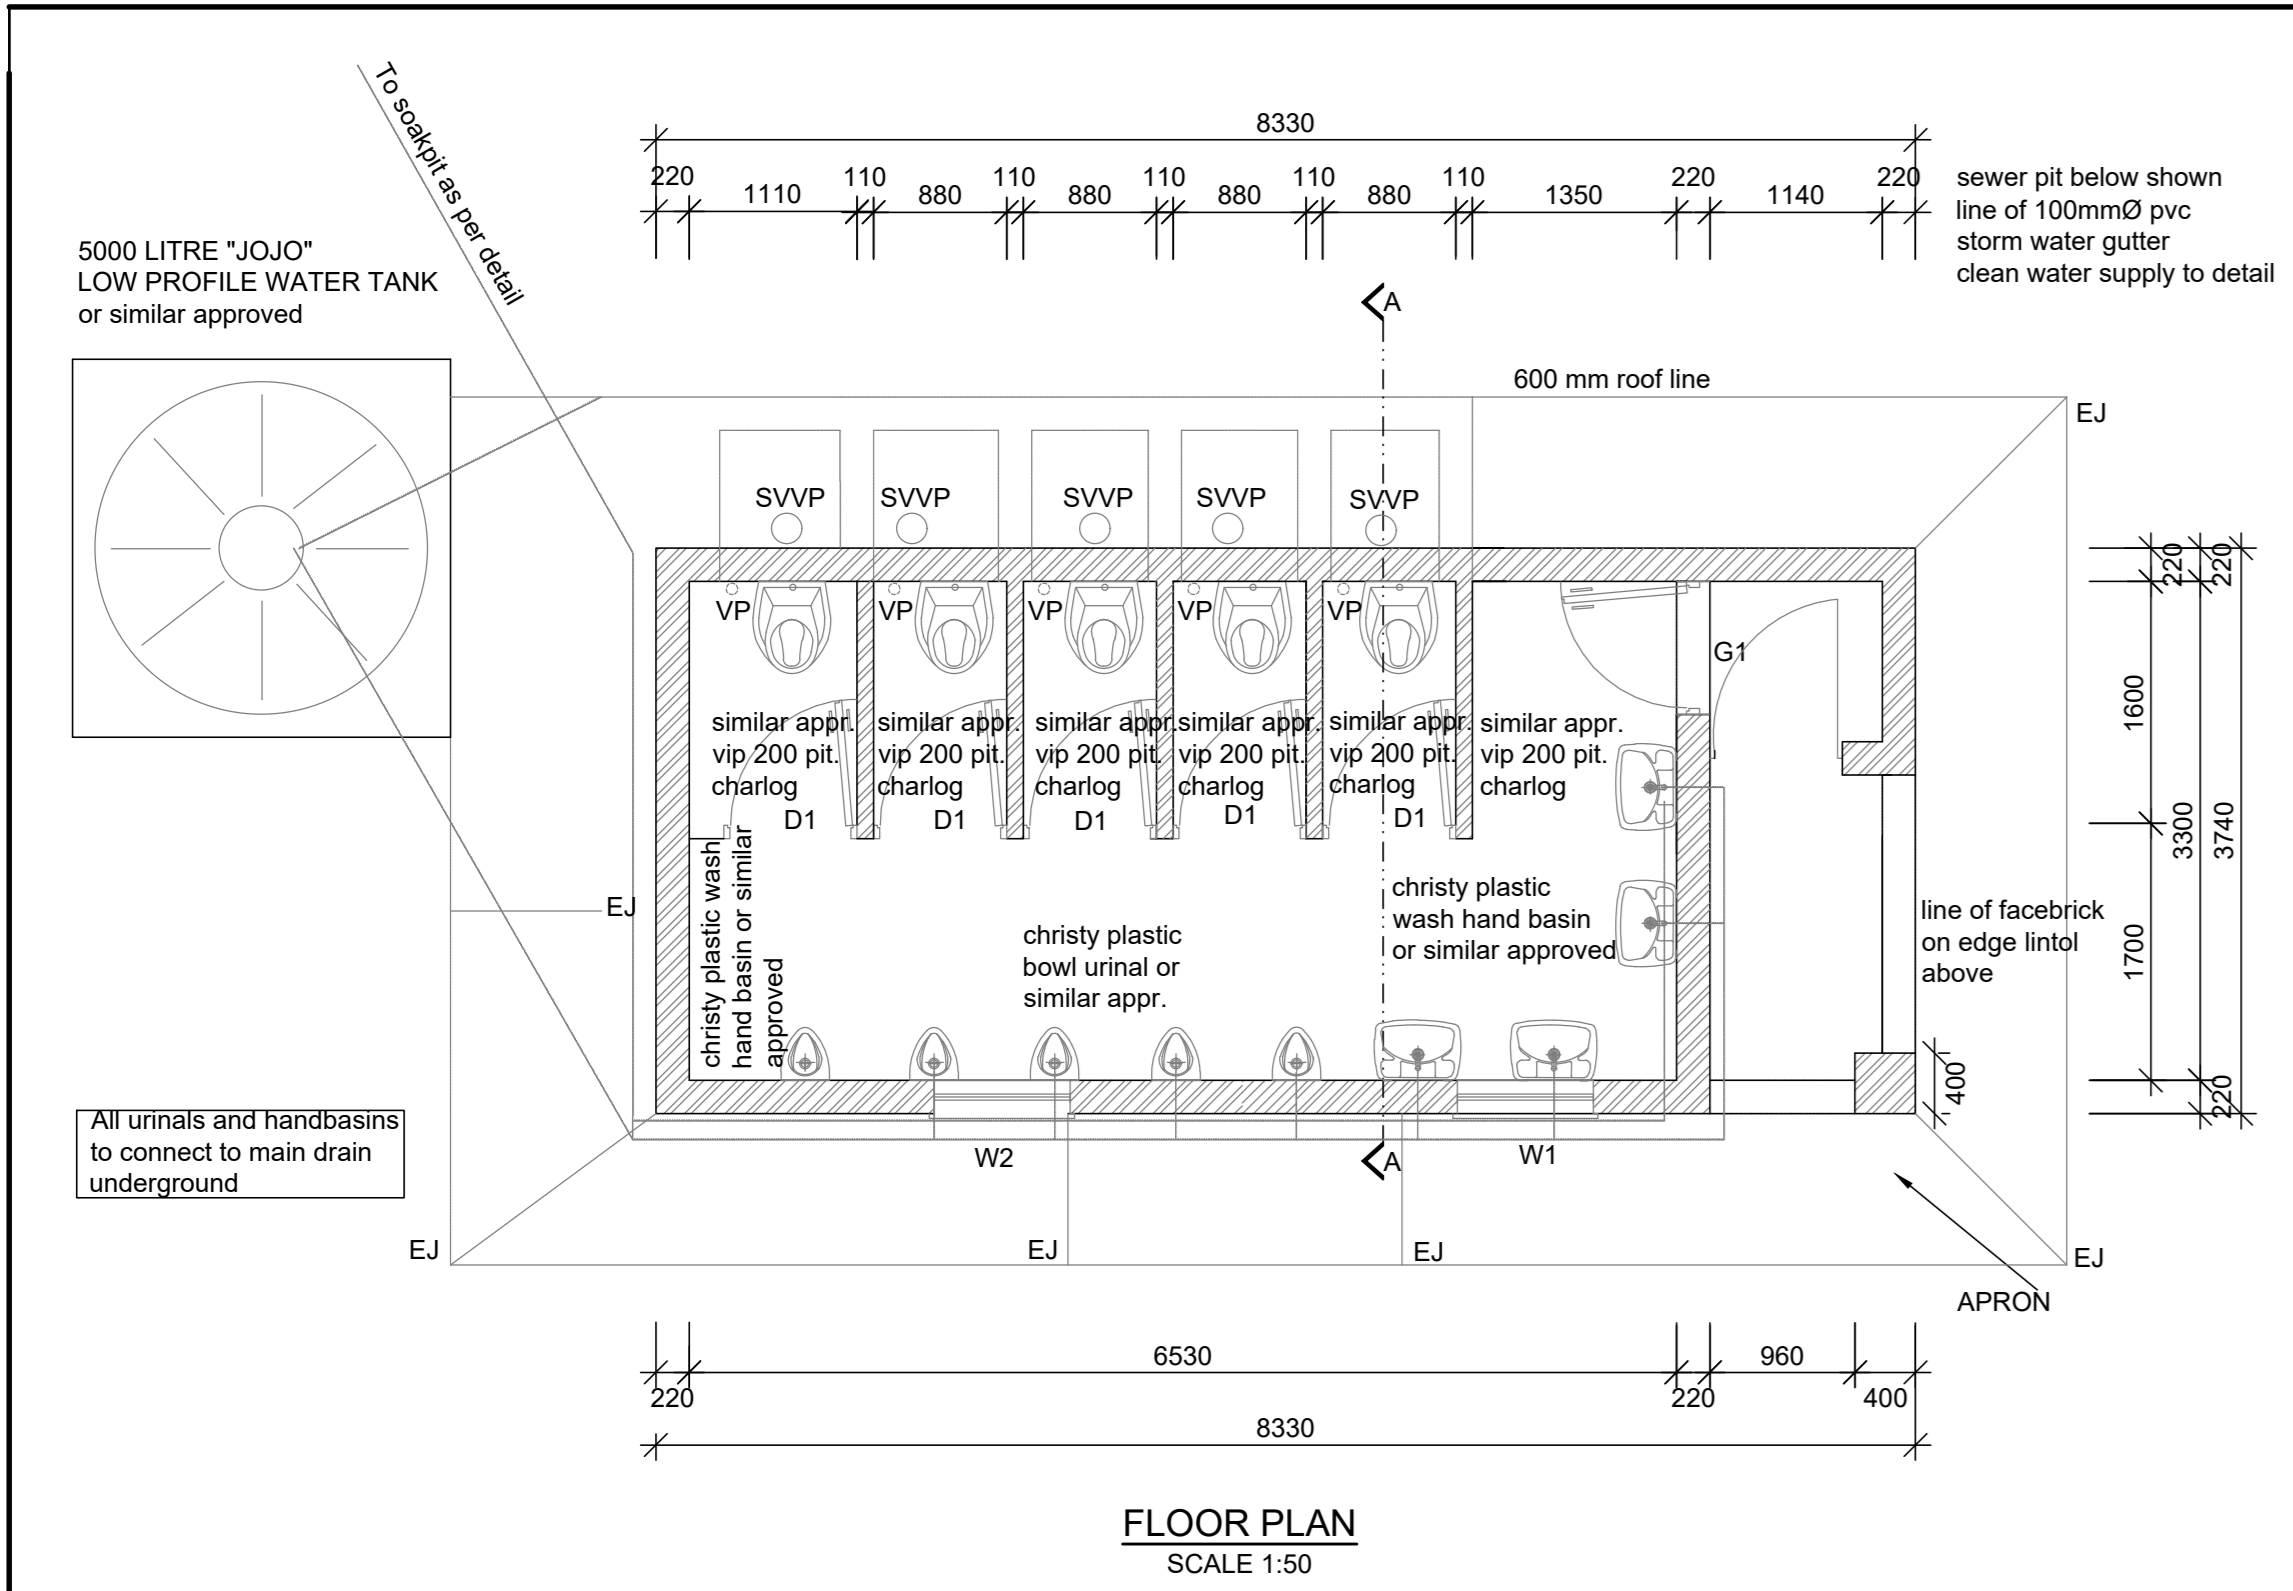 To soakpit as per detail
8330
220
1110
110
880
110
880
110
880
110
880
110
1350
220
1140
220
sewer pit below shown
line of 100mmØ pvc
storm water gutter
clean water supply to detail
5000 LITRE "JOJO"
LOW PROFILE WATER TANK
or similar approved
A
600 mm roof line
EJ
SVVP
SVVP
SVVP
SVVP
SVVP
VP
VP
VP
VP
VP
G1
similar appr.
vip 200 pit.
charlog
D1
similar appr.
vip 200 pit.
charlog
D1
similar appr.
vip 200 pit.
charlog
D1
similar appr.
vip 200 pit.
charlog
D1
similar appr.
vip 200 pit.
charlog
D1
similar appr.
vip 200 pit.
charlog
220
220
1600
3300
3740
1700
220
400
christy plastic wash
hand basin or similar
approved
christy plastic
bowl urinal or
similar appr.
christy plastic
wash hand basin
or similar approved
line of facebrick
on edge lintol
above
EJ
All urinals and handbasins
to connect to main drain
underground
W2
A
W1
EJ
EJ
EJ
EJ
APRON
6530
960
220
220
400
8330
FLOOR PLAN
SCALE 1:50